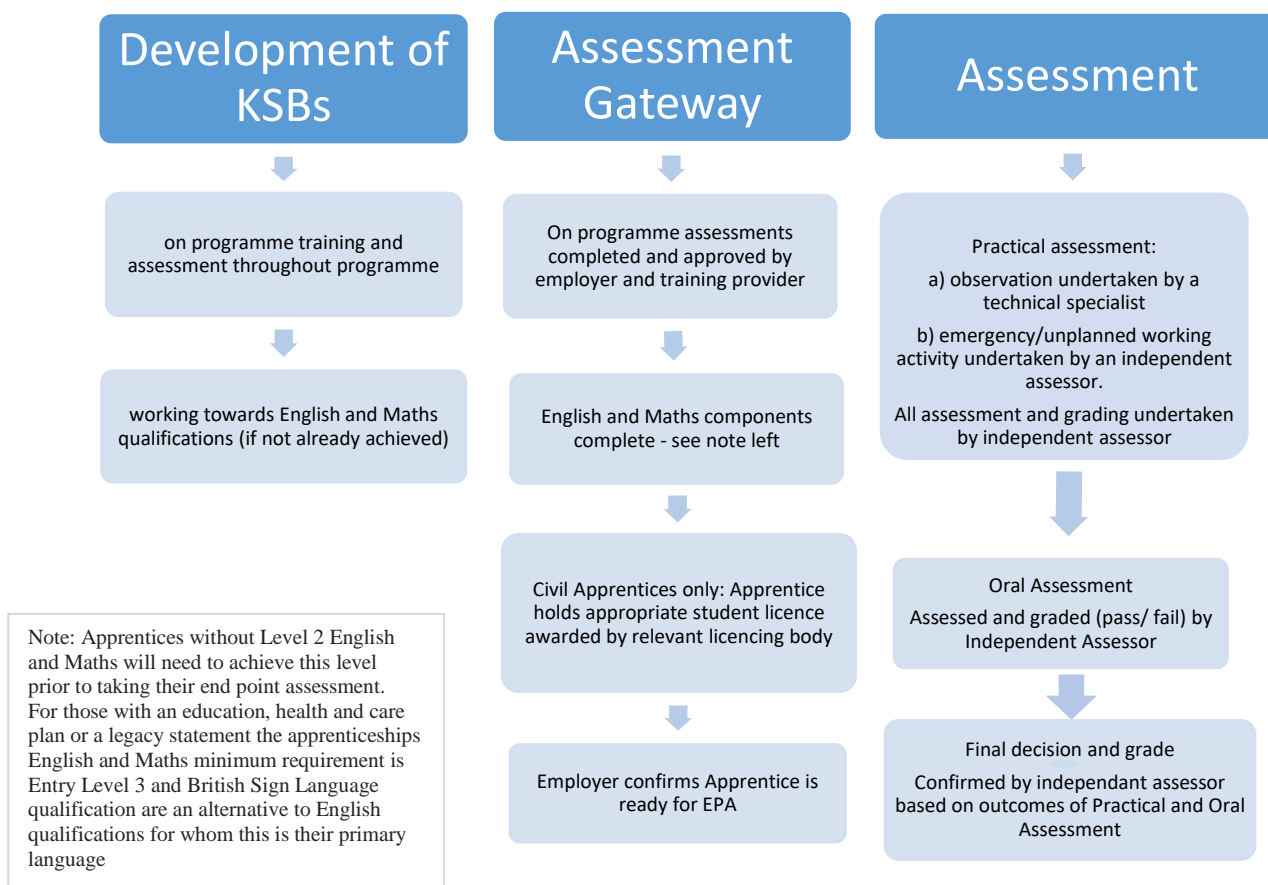 Development of
KSBs
on programme training and
assessment throughout programme
working towards English and Maths
qualifications (if not already achieved)
Note: Apprentices without Level 2 English
and Maths will need to achieve this level
prior to taking their end point assessment.
For those with an education, health and care
plan or a legacy statement the apprenticeships
English and Maths minimum requirement is
Entry Level 3 and British Sign Language
qualification are an alternative to English
qualifications for whom this is their primary
language
Assessment
Gateway
On programme assessments
completed and approved by
employer and training provider
English and Maths components
complete - see note left
Civil Apprentices only: Apprentice
holds appropriate student licence
awarded by relevant licencing body
Employer confirms Apprentice is
ready for EPA
Assessment
Practical assessment:
a) observation undertaken by a
technical specialist
b) emergency/unplanned working
activity undertaken by an independent
assessor.
All assessment and grading undertaken
by independent assessor
Oral Assessment
Assessed and graded (pass/ fail) by
Independent Assessor
Final decision and grade
Confirmed by independant assessor
based on outcomes of Practical and Oral
Assessment